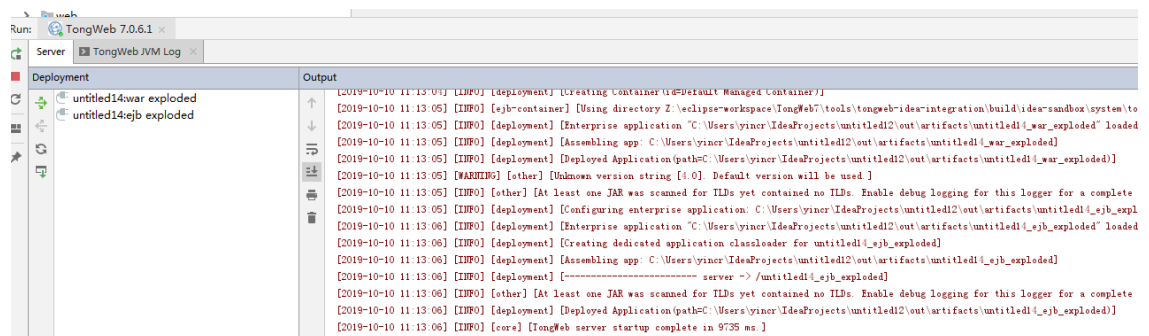 web
Run: TongWeb 7.0.6.1
Server TongWeb JVM Log
Deployment Output
untitled14:war exploded
untitled14:ejb exploded
[2019-10-10 11:13:04] [INFO] [deployment] [Creating Container(id=Default Managed Container)]
[2019-10-10 11:13:05] [INFO] [ejb-container] [Using directory Z:\eclipse-workspace\TongWeb7\tools\tongweb-idea-integration\build\idea-sandbox\system\to
[2019-10-10 11:13:05] [INFO] [deployment] [Enterprise application "C:\Users\yincr\IdeaProjects\untitled12\out\artifacts\untitled14_war_exploded" loaded
[2019-10-10 11:13:05] [INFO] [deployment] [Assembling app: C:\Users\yincr\IdeaProjects\untitled12\out\artifacts\untitled14_war_exploded]
[2019-10-10 11:13:05] [INFO] [deployment] [Deployed Application(path=C:\Users\yincr\IdeaProjects\untitled12\out\artifacts\untitled14_war_exploded)]
[2019-10-10 11:13:05] [WARNING] [other] [Unknown version string [4.0]. Default version will be used.]
[2019-10-10 11:13:05] [INFO] [other] [At least one JAR was scanned for TLDs yet contained no TLDs. Enable debug logging for this logger for a complete
[2019-10-10 11:13:05] [INFO] [deployment] [Configuring enterprise application: C:\Users\yincr\IdeaProjects\untitled12\out\artifacts\untitled14_ejb_expl
[2019-10-10 11:13:06] [INFO] [deployment] [Enterprise application "C:\Users\yincr\IdeaProjects\untitled12\out\artifacts\untitled14_ejb_exploded" loaded
[2019-10-10 11:13:06] [INFO] [deployment] [Creating dedicated application classloader for untitled14_ejb_exploded]
[2019-10-10 11:13:06] [INFO] [deployment] [Assembling app: C:\Users\yincr\IdeaProjects\untitled12\out\artifacts\untitled14_ejb_exploded]
[2019-10-10 11:13:06] [INFO] [deployment] [------------------------- server -> /untitled14_ejb_exploded]
[2019-10-10 11:13:06] [INFO] [other] [At least one JAR was scanned for TLDs yet contained no TLDs. Enable debug logging for this logger for a complete
[2019-10-10 11:13:06] [INFO] [deployment] [Deployed Application(path=C:\Users\yincr\IdeaProjects\untitled12\out\artifacts\untitled14_ejb_exploded)]
[2019-10-10 11:13:06] [INFO] [core] [TongWeb server startup complete in 9735 ms.]